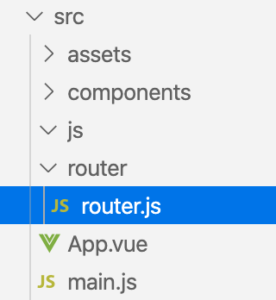 src
assets
components
js
router
JS router.js
App.vue
JS main.js